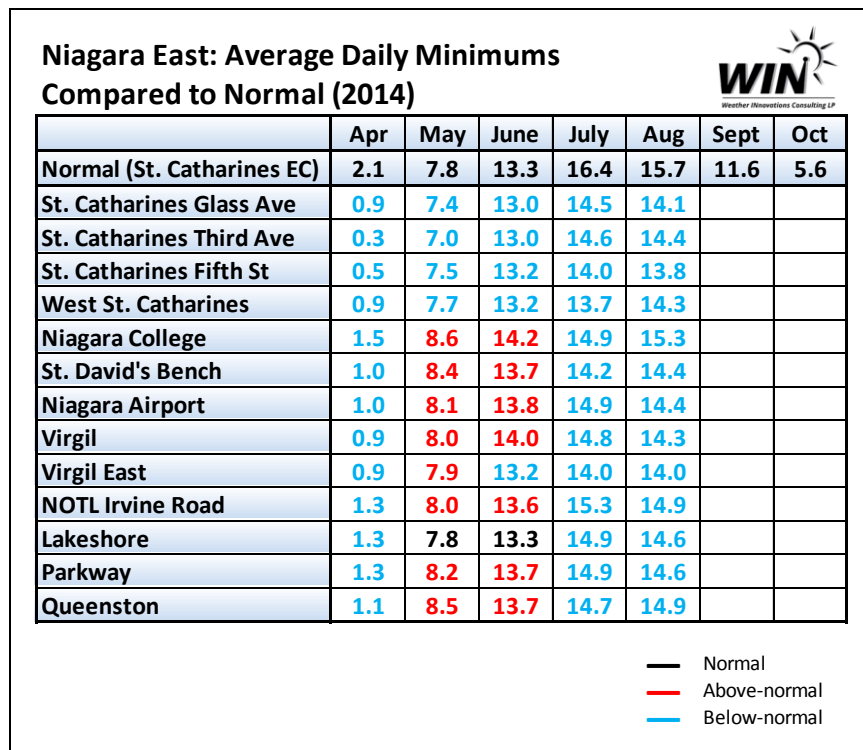 Niagara East: Average Daily Minimums
Compared to Normal (2014)
WIN
Weather INnovations Consulting LP
Apr May June July Aug Sept Oct
Normal (St. Catharines EC) 2.1 7.8 13.3 16.4 15.7 11.6 5.6
St. Catharines Glass Ave 0.9 7.4 13.0 14.5 14.1
St. Catharines Third Ave 0.3 7.0 13.0 14.6 14.4
St. Catharines Fifth St 0.5 7.5 13.2 14.0 13.8
West St. Catharines 0.9 7.7 13.2 13.7 14.3
Niagara College 1.5 8.6 14.2 14.9 15.3
St. David's Bench 1.0 8.4 13.7 14.2 14.4
Niagara Airport 1.0 8.1 13.8 14.9 14.4
Virgil 0.9 8.0 14.0 14.8 14.3
Virgil East 0.9 7.9 13.2 14.0 14.0
NOTL Irvine Road 1.3 8.0 13.6 15.3 14.9
Lakeshore 1.3 7.8 13.3 14.9 14.6
Parkway 1.3 8.2 13.7 14.9 14.6
Queenston 1.1 8.5 13.7 14.7 14.9
Normal
Above-normal
Below-normal